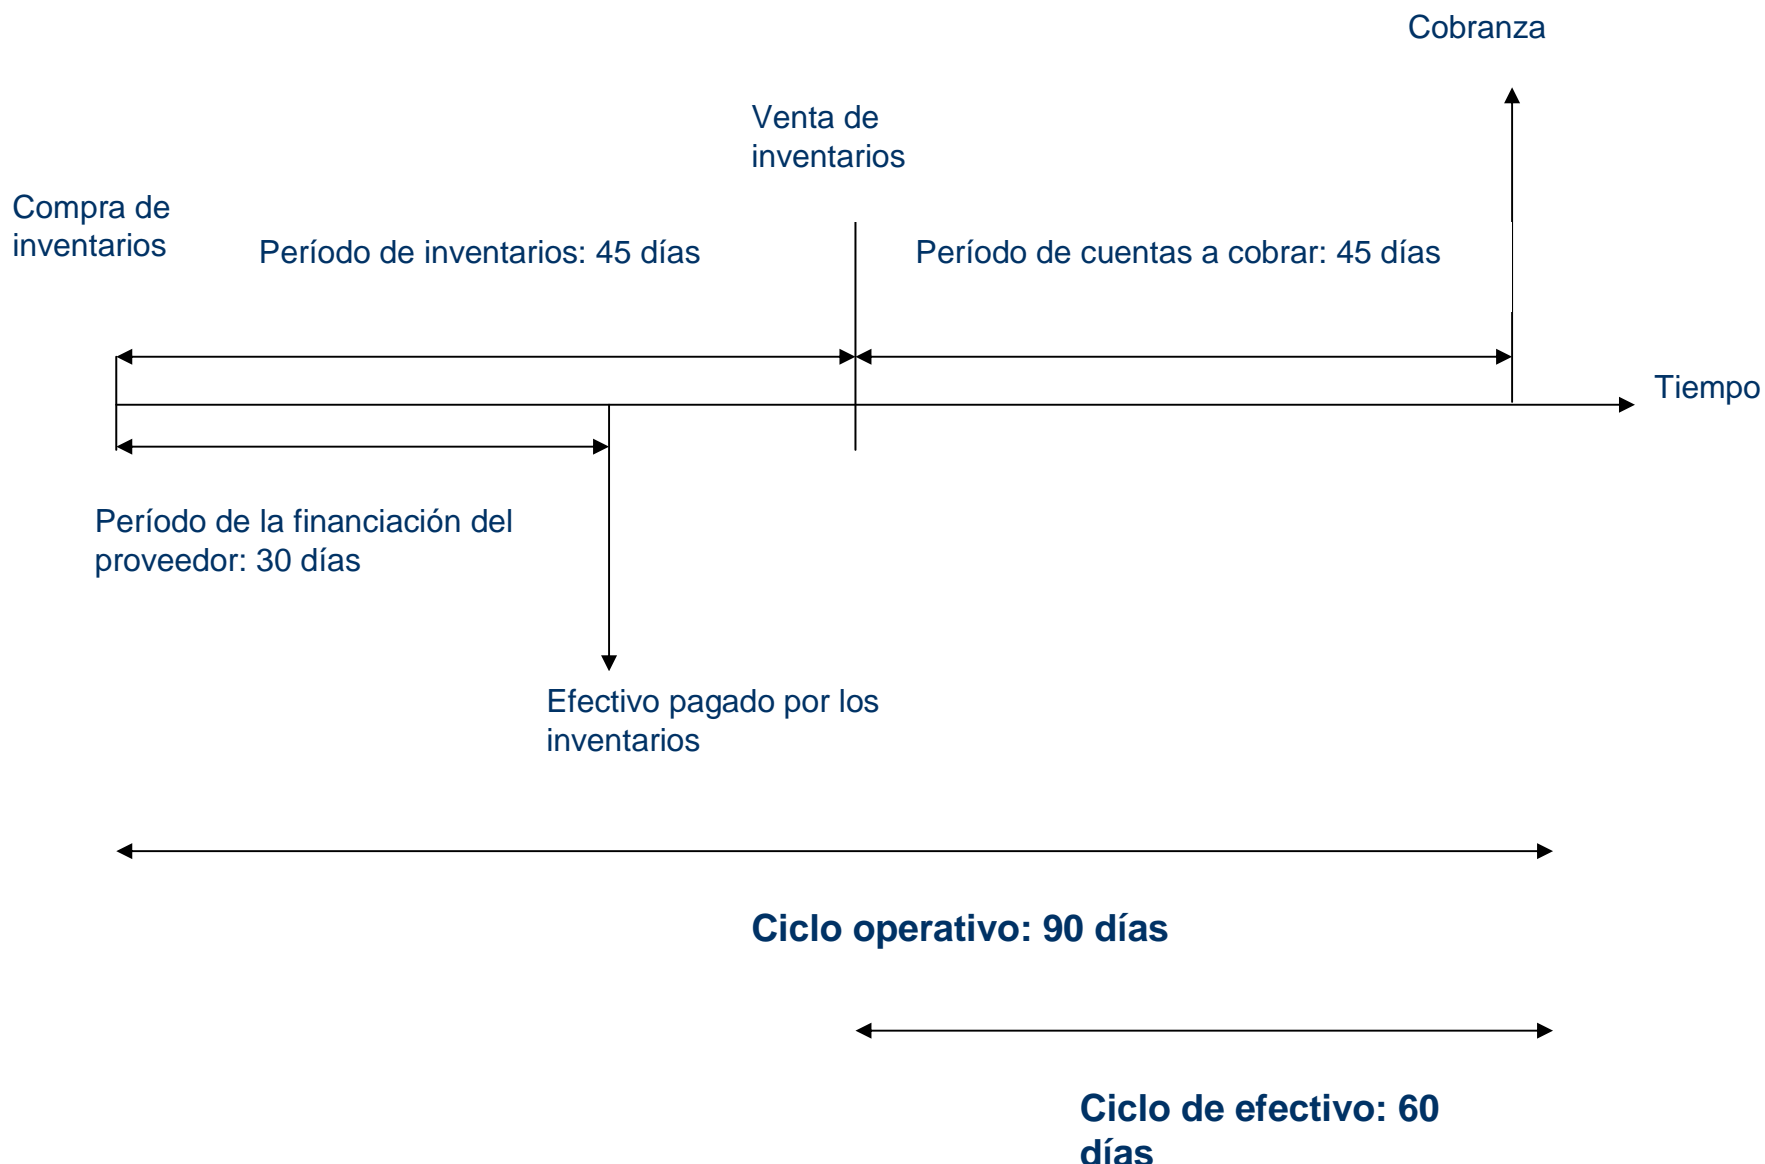 Cobranza
Venta de
inventarios
Compra de
inventarios
Período de inventarios: 45 días
Período de cuentas a cobrar: 45 días
Tiempo
Período de la financiación del
proveedor: 30 días
Efectivo pagado por los
inventarios
Ciclo operativo: 90 días
Ciclo de efectivo: 60
días